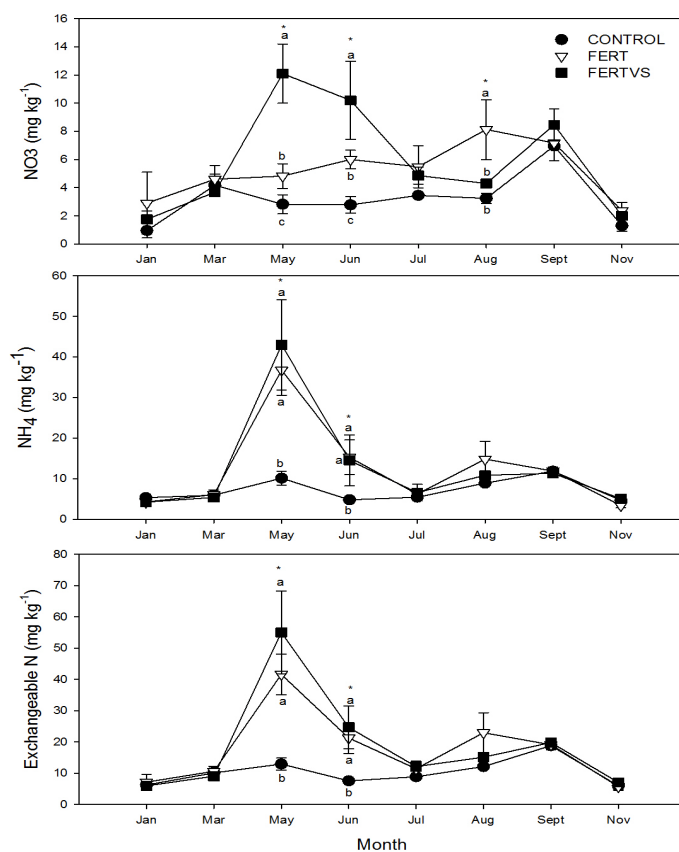 16
14
12
10
8
6
4
2
0
NO3 (mg kg-1)
* a
* a
* a
b
b
b
c
c
b
CONTROL
FERT
FERTVS
Jan Mar May Jun Jul Aug Sept Nov
60
50
40
30
20
10
0
NH4 (mg kg-1)
*
a
a
b
*
a
a
b
Jan Mar May Jun Jul Aug Sept Nov
80
70
60
50
40
30
20
10
0
Exchangeable N (mg kg-1)
*
a
a
b
*
a
a
b
Jan Mar May Jun Jul Aug Sept Nov
Month